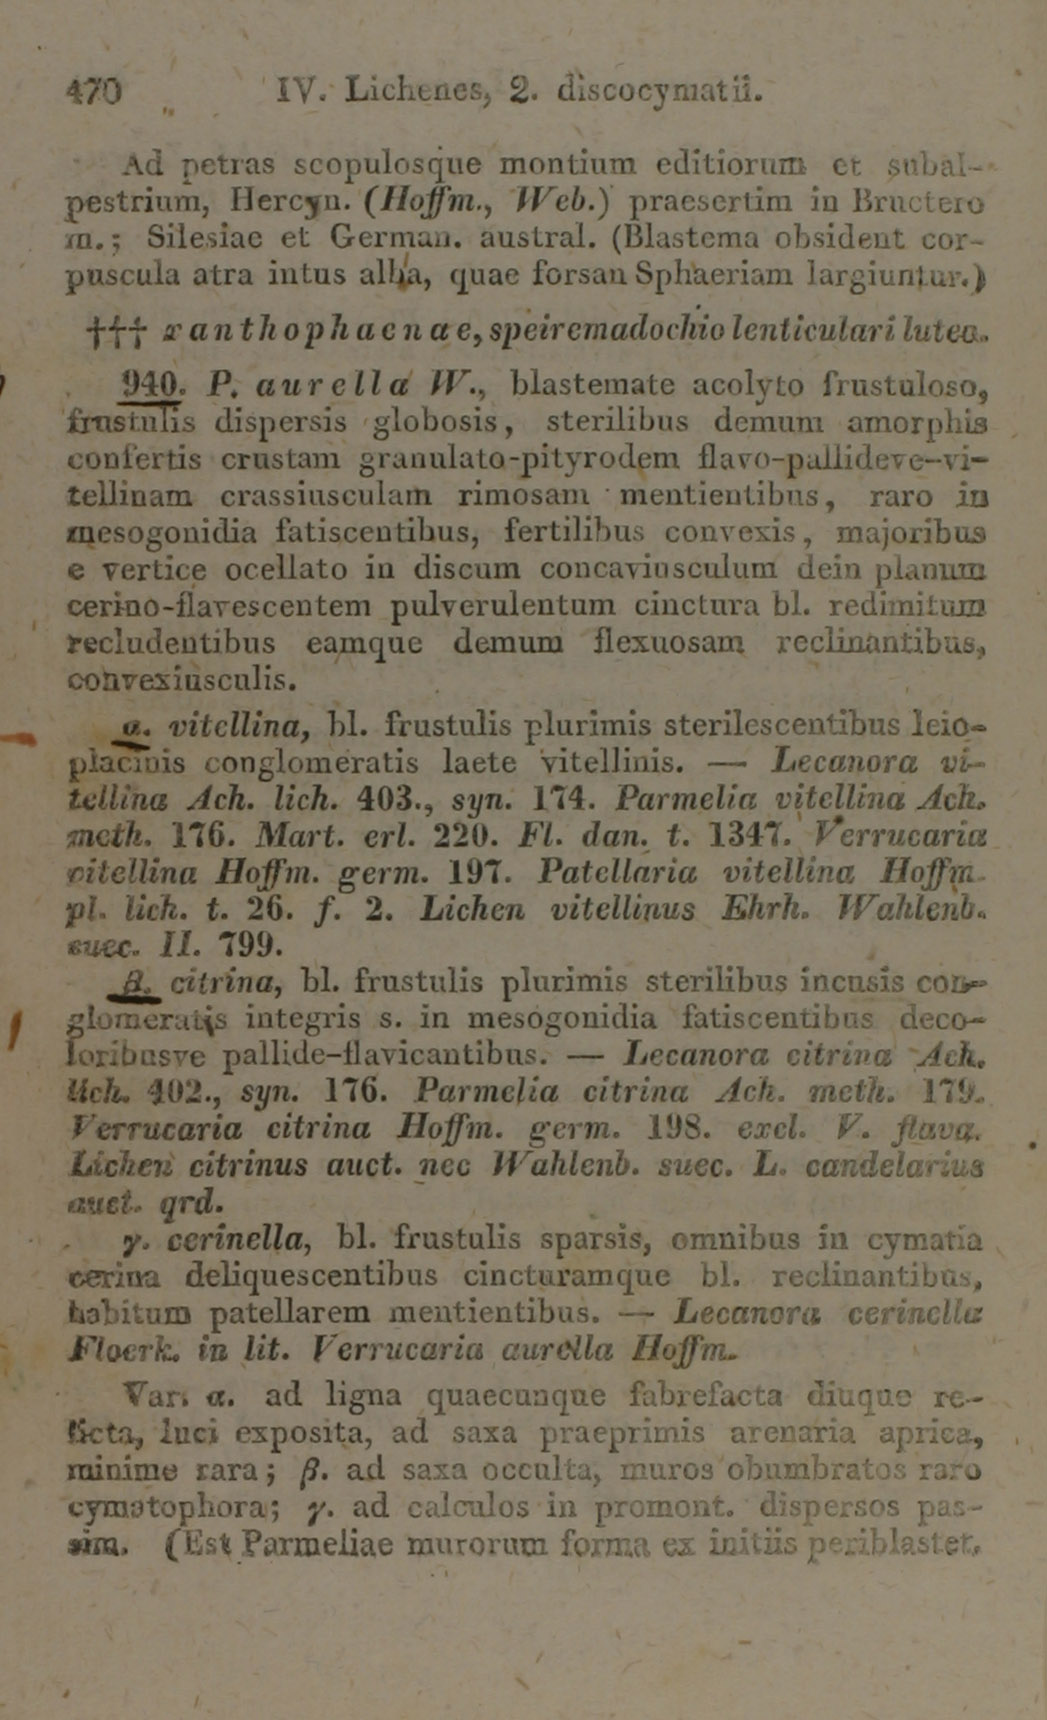 470 IV. Lichenes, 2. discocymatii.
Ad petras scopulosque montium editiorum et subal-
pestrium, Hercyn. (Hoffm., Web.) praesertim in Bructero
m.; Silesiae et German. austral. (Blastema obsident cor-
puscula atra intus alba, quae forsan Sphaeriam largiuntur.)
††† xanthophaenae, speiremadochio lenticulari luteo.
940. P. aurella W., blastemate acolyto frustuloso,
frustulis dispersis globosis, sterilibus demum amorphis
confertis crustam granulato-pityrodem flavo-pallideve-vi-
tellinam crassiusculam rimosam mentientibus, raro in
mesogonidia fatiscentibus, fertilibus convexis, majoribus
e vertice ocellato in discum concaviusculum dein planum
cerino-flavescentem pulverulentum cinctura bl. redimitum
recludentibus eamque demum flexuosam reclinantibus,
convexiusculis.
α. vitellina, bl. frustulis plurimis sterilescentibus leio-
placinis conglomeratis laete vitellinis. — Lecanora vi-
tellina Ach. lich. 403., syn. 174. Parmelia vitellina Ach.
meth. 176. Mart. erl. 220. Fl. dan. t. 1347. Verrucaria
vitellina Hoffm. germ. 197. Patellaria vitellina Hoffm.
pl. lich. t. 26. f. 2. Lichen vitellinus Ehrh. Wahlenb.
suec. II. 799.
β. citrina, bl. frustulis plurimis sterilibus incusis con-
glomeratis integris s. in mesogonidia fatiscentibus deco-
loribusve pallide-flavicantibus. — Lecanora citrina Ach.
lich. 402., syn. 176. Parmelia citrina Ach. meth. 179.
Verrucaria citrina Hoffm. germ. 198. excl. V. flava.
Lichen citrinus auct. nec Wahlenb. suec. L. candelarius
auct. qrd.
γ. cerinella, bl. frustulis sparsis, omnibus in cymatia
cerina deliquescentibus cincturamque bl. reclinantibus,
habitum patellarem mentientibus. — Lecanora cerinella
Floerk. in lit. Verrucaria aurella Hoffm.
Var. α. ad ligna quaecunque fabrefacta diuque re-
licta, luci exposita, ad saxa praeprimis arenaria aprica,
minime rara; β. ad saxa occulta, muros obumbratos raro
cymatophora; γ. ad calculos in promont. dispersos pas-
sim. (Est Parmeliae murorum forma ex initiis periblastet.